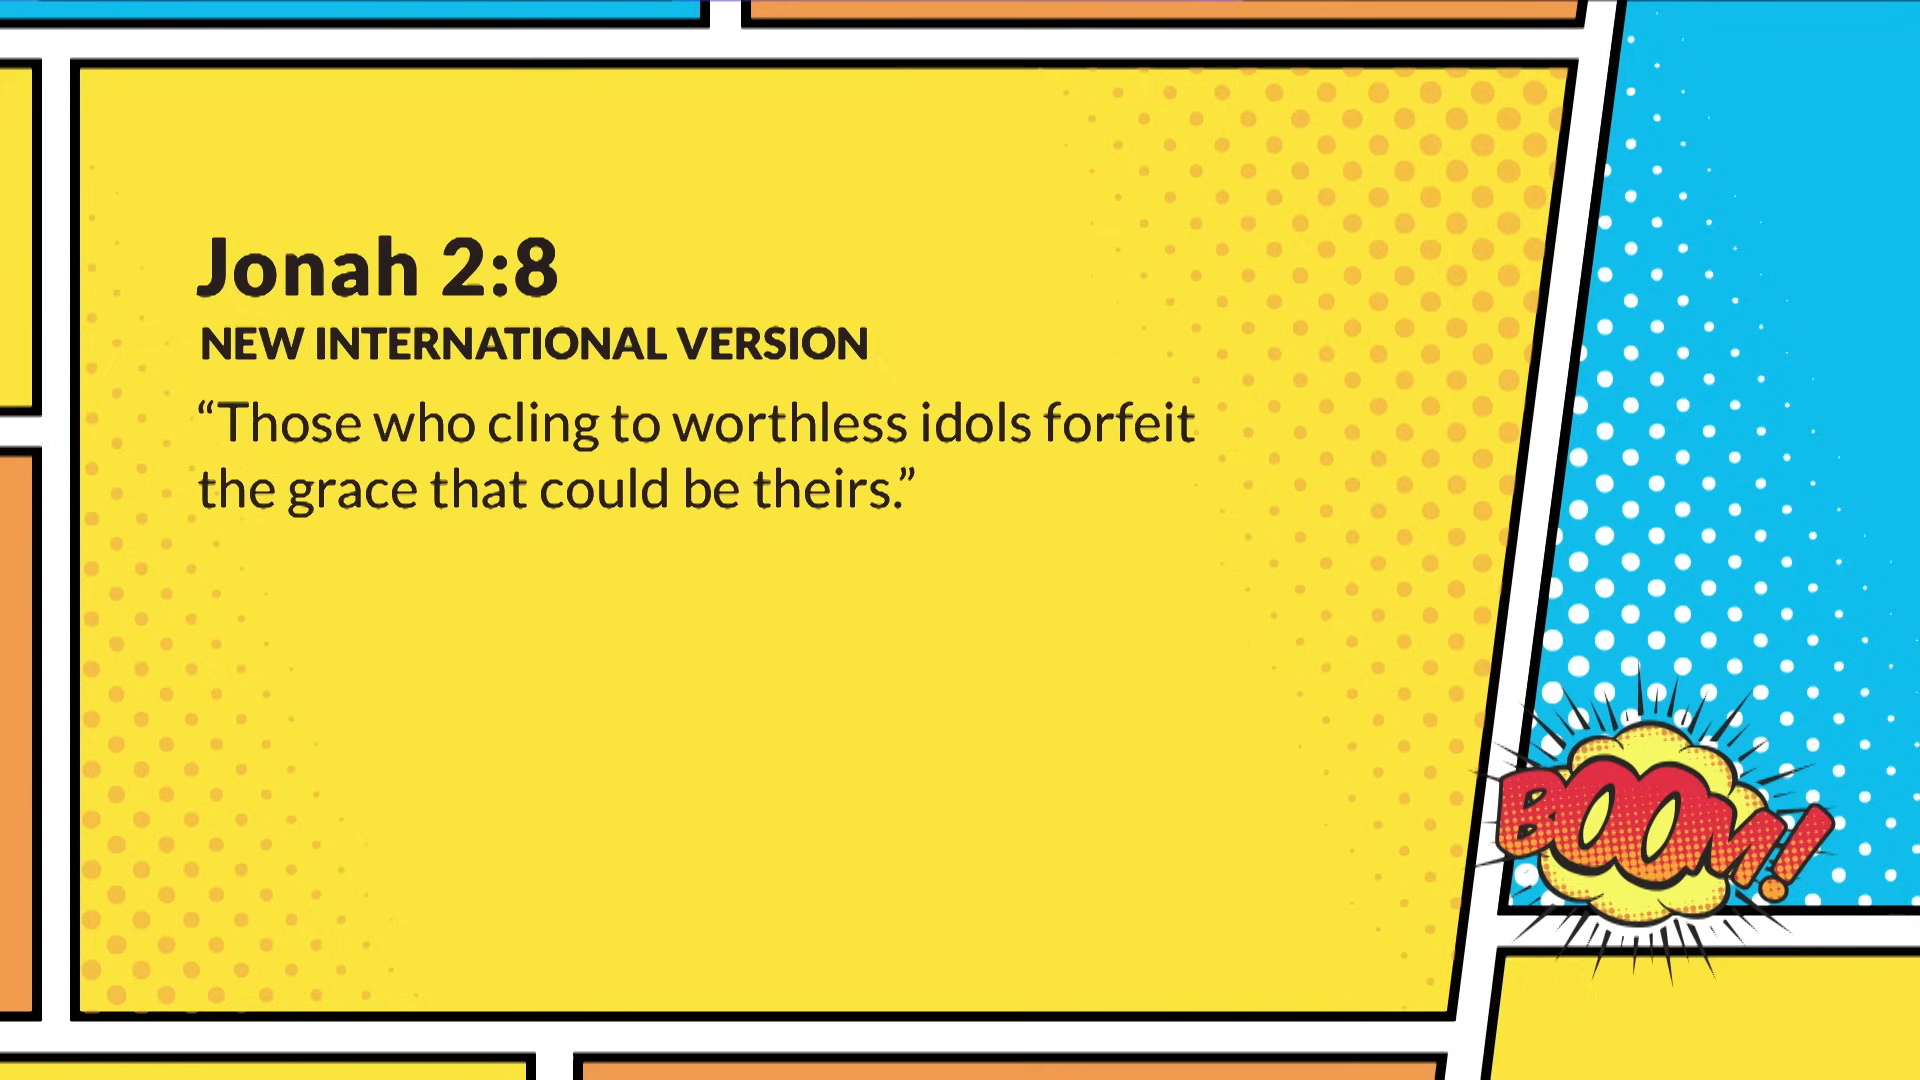 Jonah 2:8
NEW INTERNATIONAL VERSION
“Those who cling to worthless idols forfeit
the grace that could be theirs.”
BOOM!